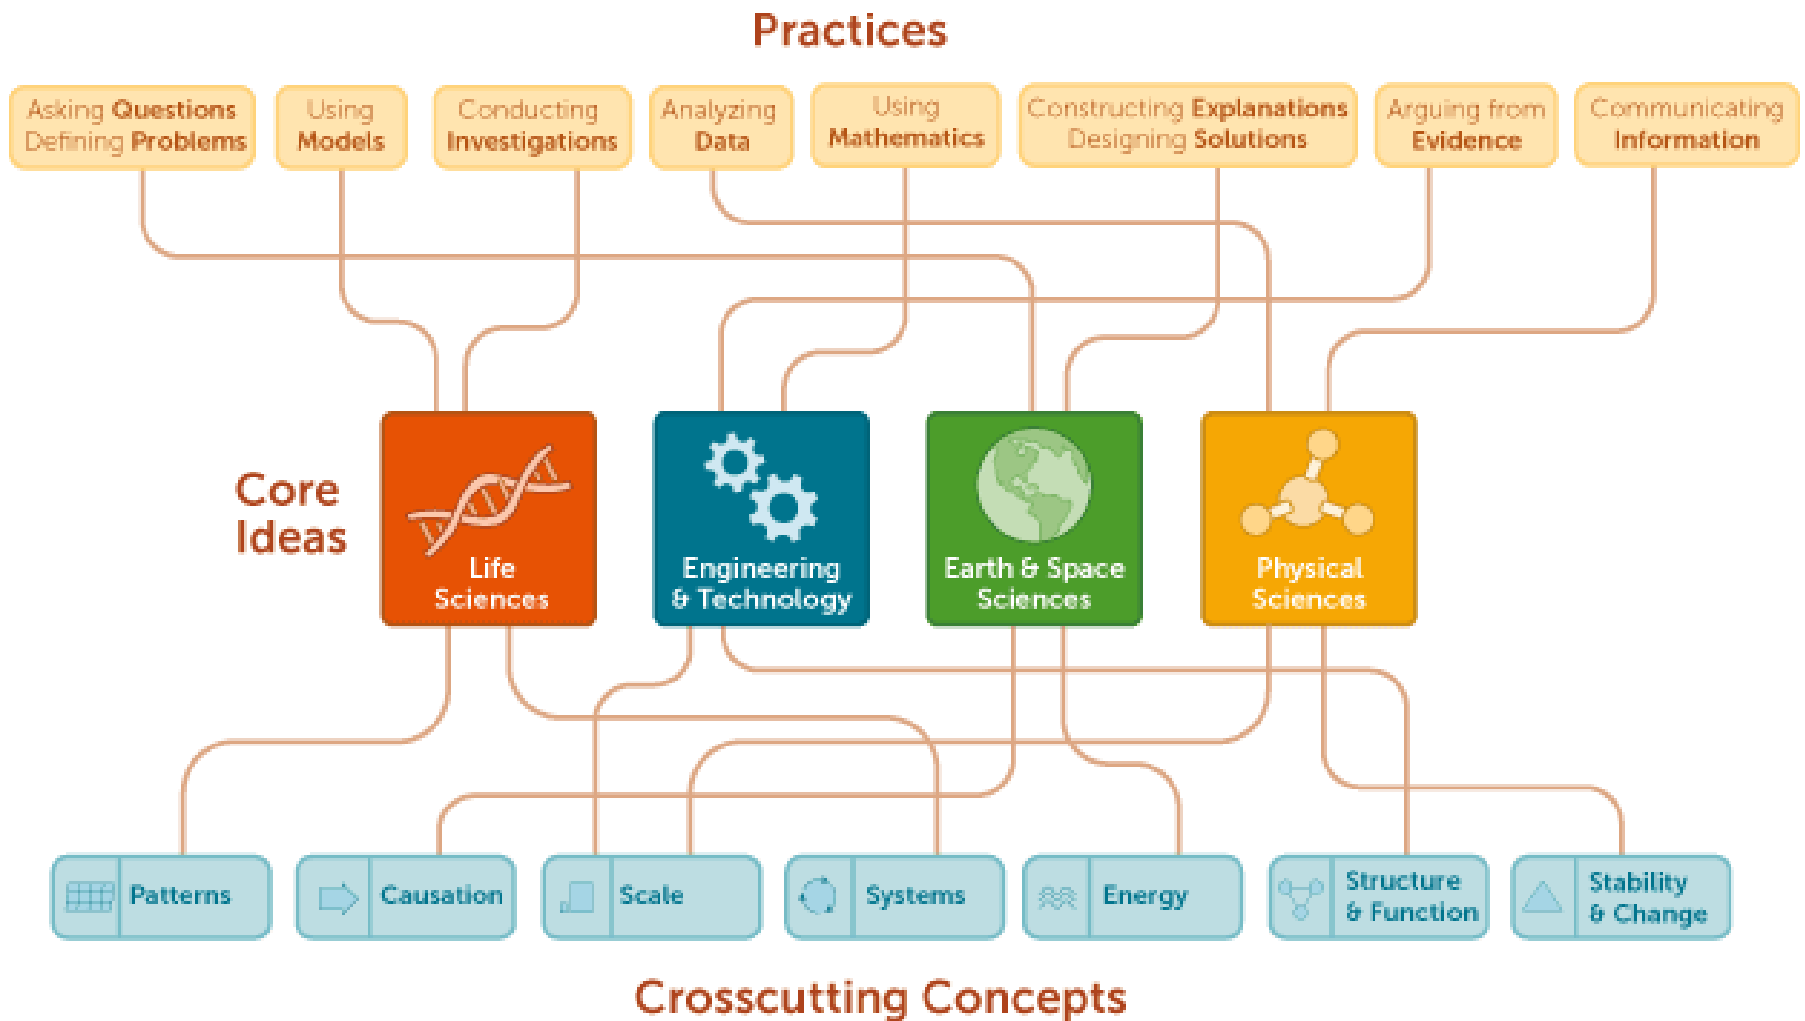 Practices
Asking Questions
Defining Problems
Using
Models
Conducting
Investigations
Analyzing
Data
Using
Mathematics
Constructing Explanations
Designing Solutions
Arguing from
Evidence
Communicating
Information
Core
Ideas
Life
Sciences
Engineering
& Technology
Earth & Space
Sciences
Physical
Sciences
Patterns
Causation
Scale
Systems
Energy
Structure
& Function
Stability
& Change
Crosscutting Concepts